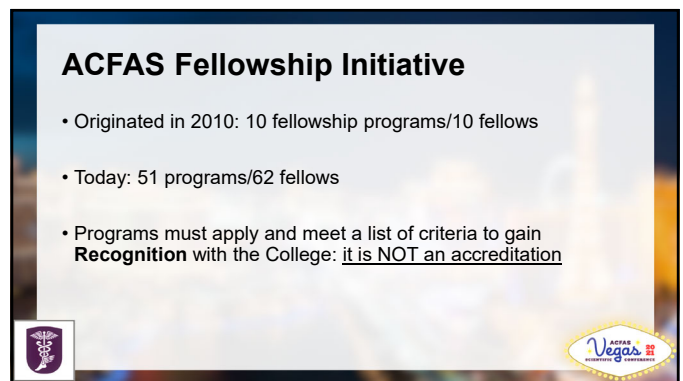 ACFAS Fellowship Initiative
• Originated in 2010: 10 fellowship programs/10 fellows
• Today: 51 programs/62 fellows
• Programs must apply and meet a list of criteria to gain
Recognition with the College: it is NOT an accreditation
ACFAS
Vegas 20
21
SCIENTIFIC CONFERENCE